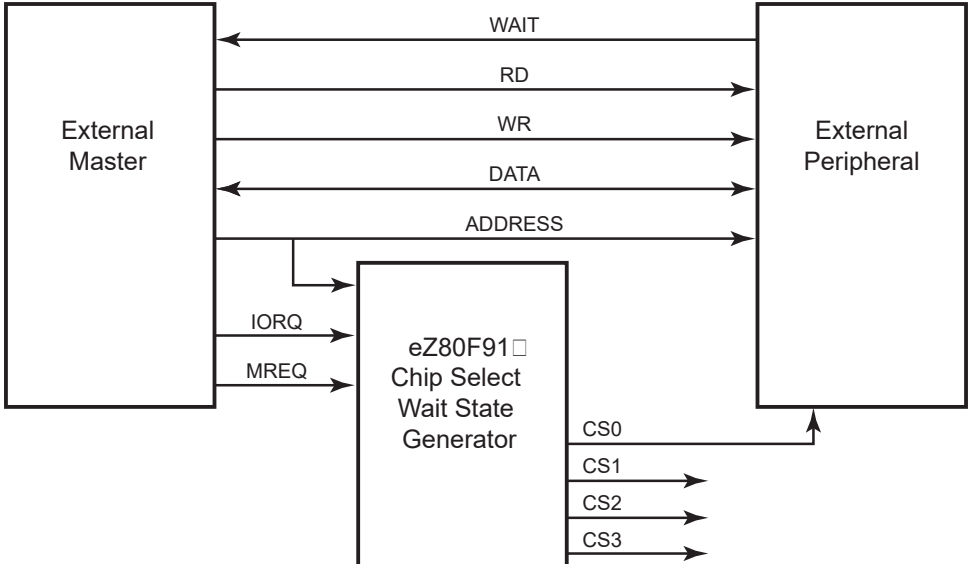 WAIT
RD
WR
DATA
ADDRESS
External
Master
External
Peripheral
IORQ
MREQ
eZ80F91□
Chip Select
Wait State
Generator
CS0
CS1
CS2
CS3